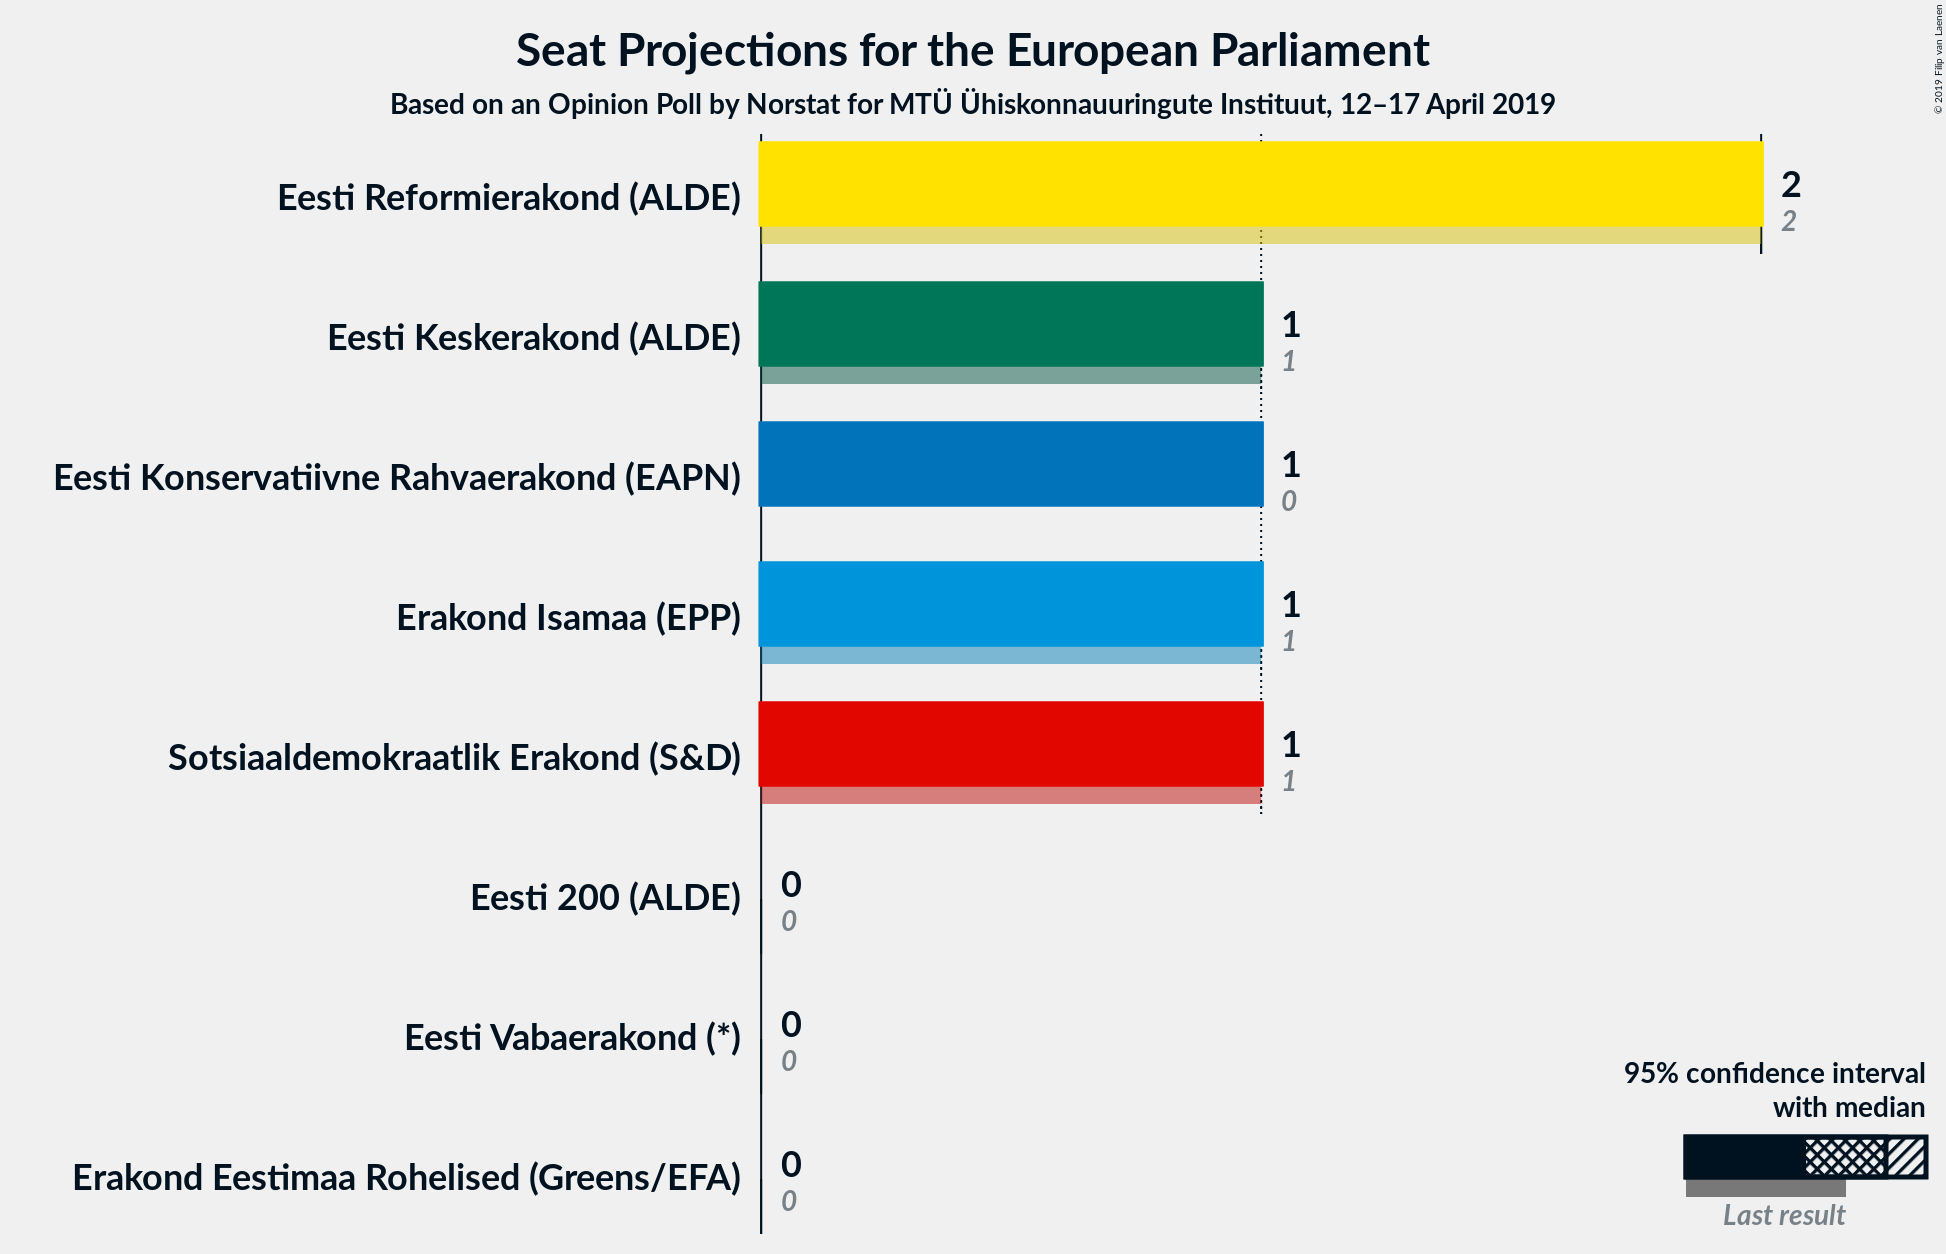 Seat Projections for the European Parliament
Based on an Opinion Poll by Norstat for MTÜ Ühiskonnauuringute Instituut, 12–17 April 2019
© 2019 Filip van Laenen
Eesti Reformierakond (ALDE)
2
2
Eesti Keskerakond (ALDE)
1
1
Eesti Konservatiivne Rahvaerakond (EAPN)
1
0
Erakond Isamaa (EPP)
1
1
Sotsiaaldemokraatlik Erakond (S&D)
1
1
Eesti 200 (ALDE)
0
0
Eesti Vabaerakond (*)
0
0
Erakond Eestimaa Rohelised (Greens/EFA)
0
0
95% confidence interval
with median
Last result